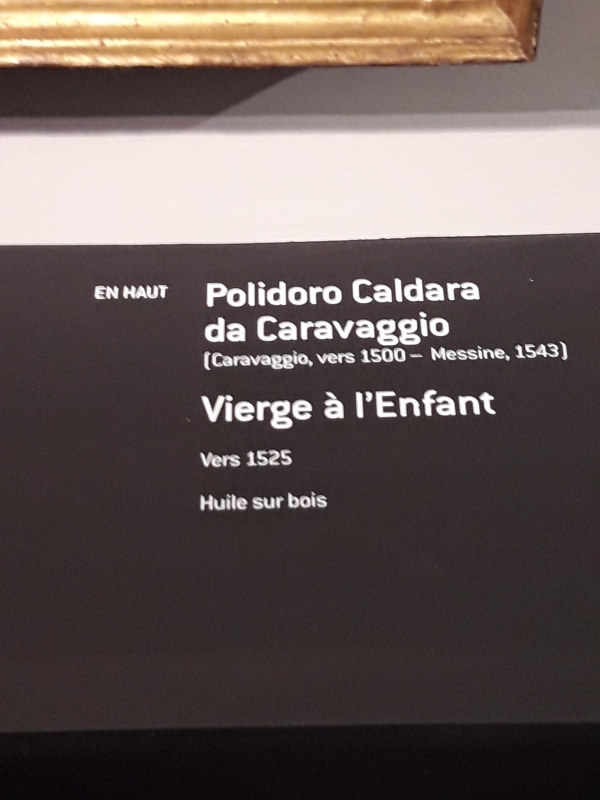 EN HAUT
Polidoro Caldara
da Caravaggio
(Caravaggio, vers 1500 – Messine, 1543)
Vierge à l'Enfant
Vers 1525
Huile sur bois